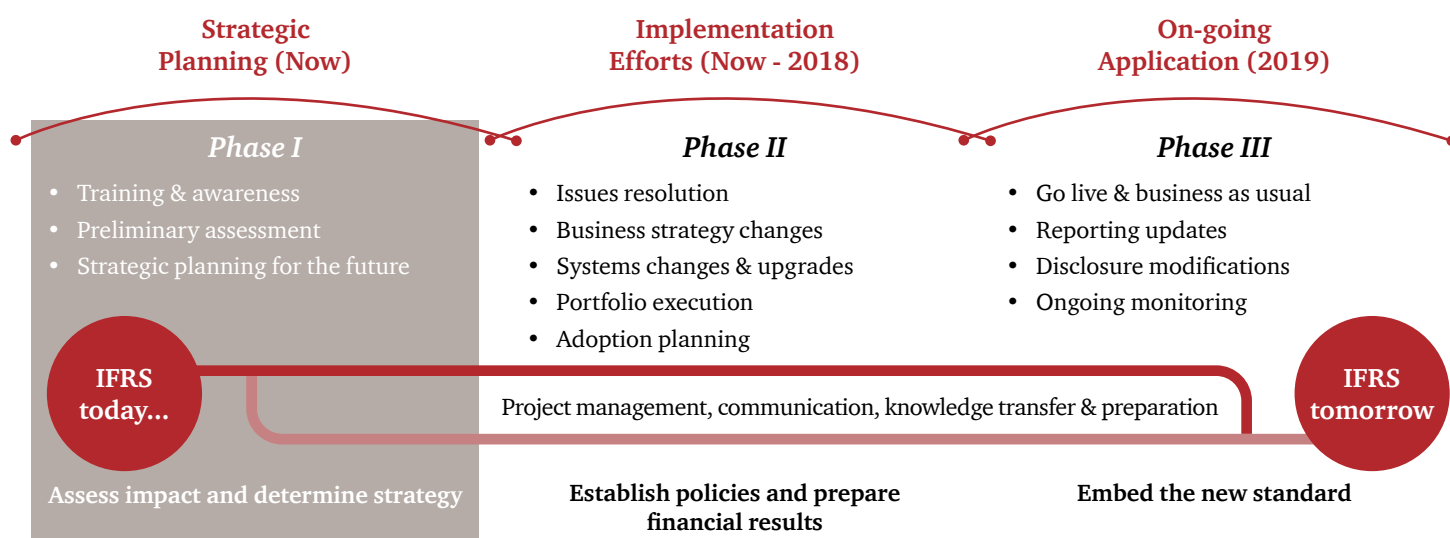 Strategic
Planning (Now)
Implementation
Efforts (Now - 2018)
On-going
Application (2019)
Phase I
• Training & awareness
• Preliminary assessment
• Strategic planning for the future
Phase II
• Issues resolution
• Business strategy changes
• Systems changes & upgrades
• Portfolio execution
• Adoption planning
Phase III
• Go live & business as usual
• Reporting updates
• Disclosure modifications
• Ongoing monitoring
IFRS
today...
Project management, communication, knowledge transfer & preparation
IFRS
tomorrow
Assess impact and determine strategy
Establish policies and prepare
financial results
Embed the new standard